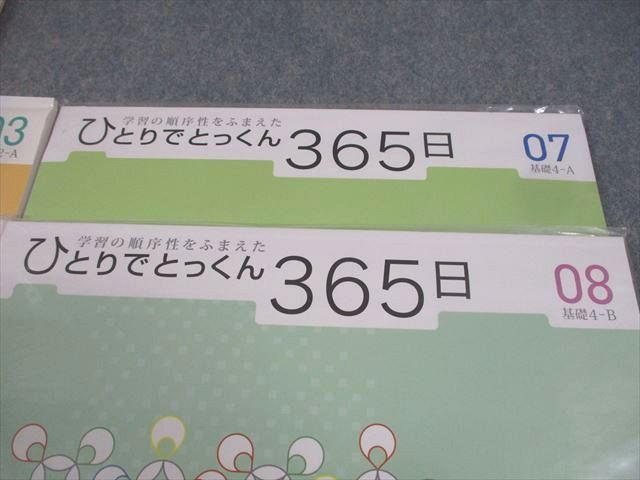 03
2-A
学習の順序性をふまえた
ひとりでとっくん365日
07
基礎4-A
学習の順序性をふまえた
ひとりでとっくん365日
08
基礎4-B